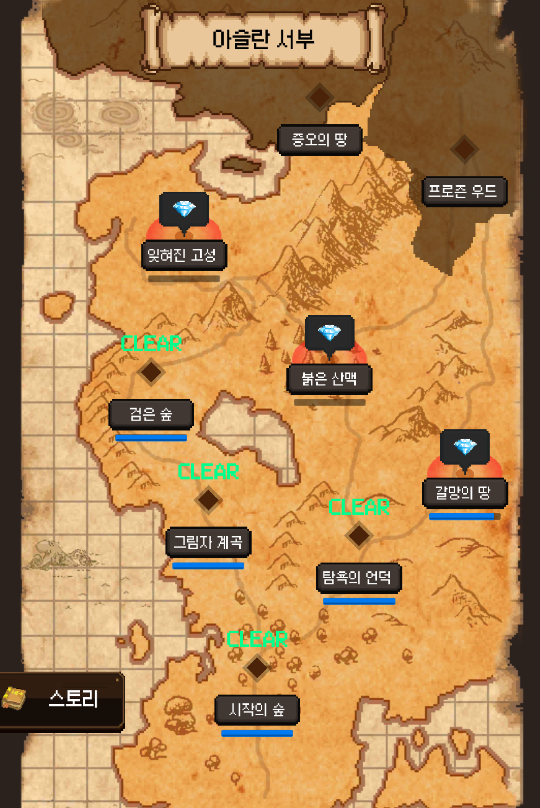 아슬란 서부
증오의 땅
프로즌 우드
잊혀진 고성
CLEAR
붉은 산맥
검은 숲
CLEAR
갈망의 땅
CLEAR
그림자 계곡
탐욕의 언덕
CLEAR
스토리
시작의 숲